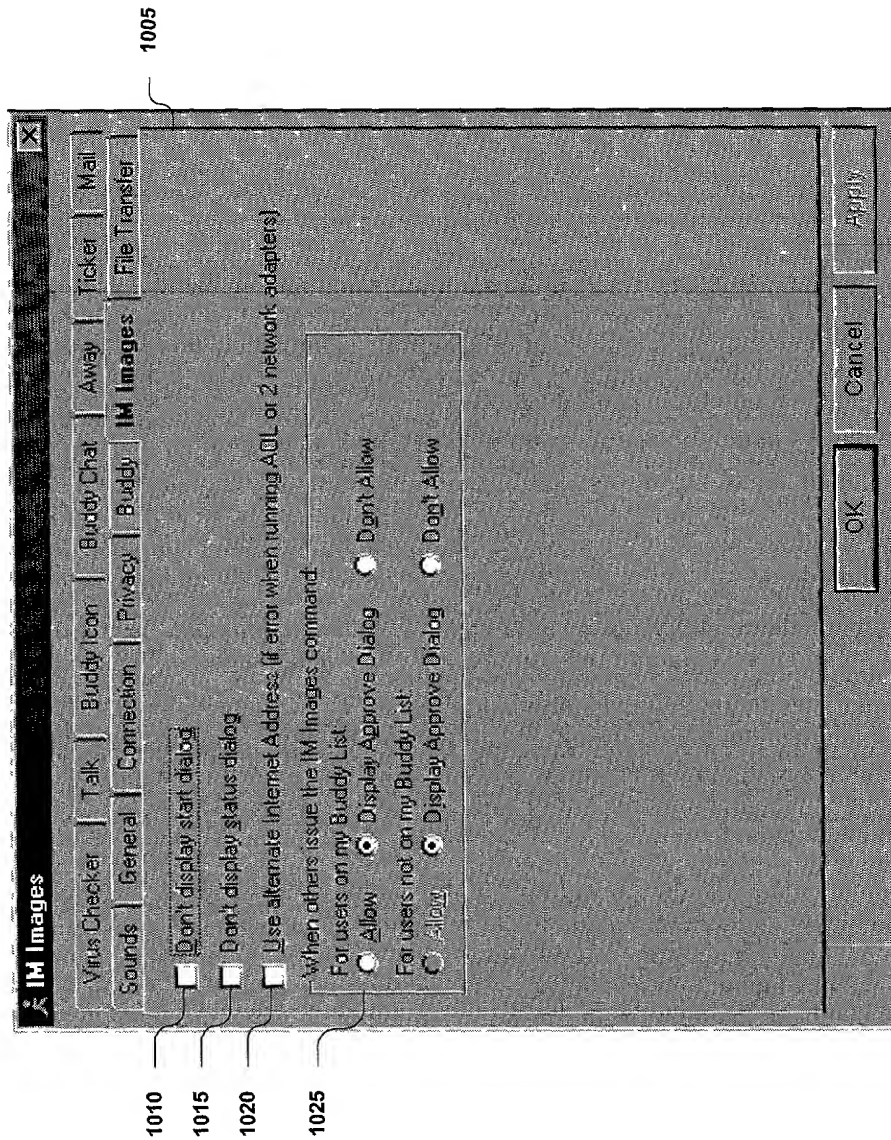 IM Images
Virus Checker Talk Buddy Icon Buddy Chat Away Ticker Mail
Sounds General Connection Privacy Buddy IM Images File Transfer
1005
1010
Don't display start dialog
1015
Don't display status dialog
1020
Use alternate Internet Address (if error when running AOL or 2 network adapters)
When others issue the IM Images command:
For users on my Buddy List:
1025
Allow Display Approve Dialog Don't Allow
For users not on my Buddy List:
Allow Display Approve Dialog Don't Allow
OK Cancel Apply